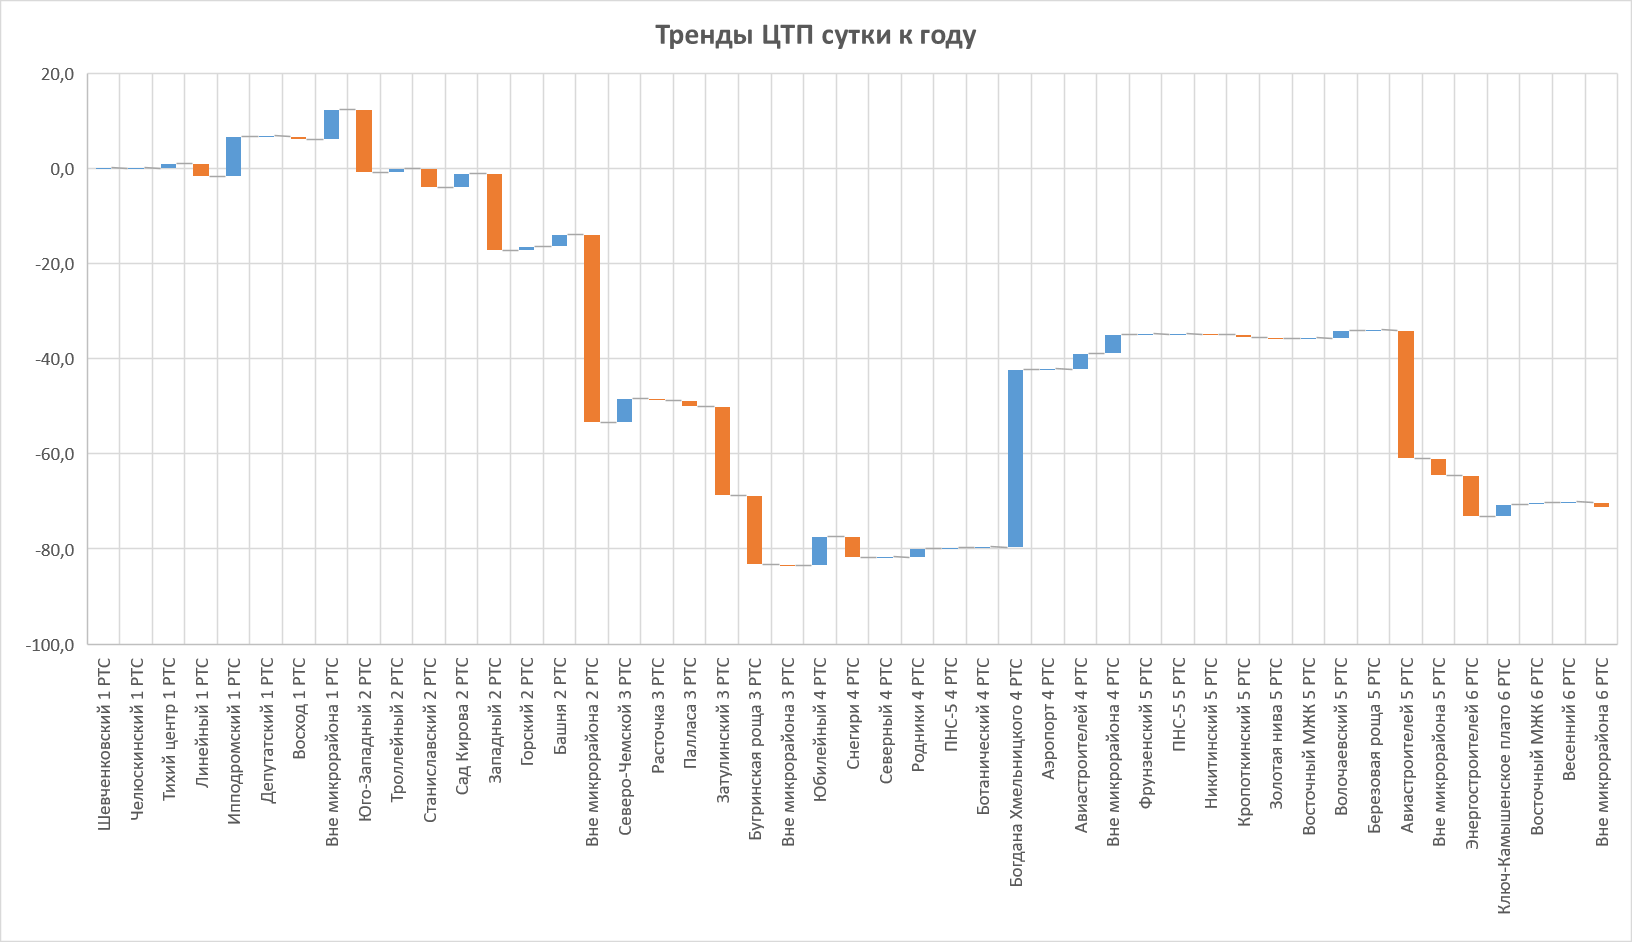 Тренды ЦТП сутки к году
20,0
0,0
-20,0
-40,0
-60,0
-80,0
-100,0
Шевченковский 1 РТС
Челюскинский 1 РТС
Тихий центр 1 РТС
Линейный 1 РТС
Ипподромский 1 РТС
Депутатский 1 РТС
Восход 1 РТС
Вне микрорайона 1 РТС
Юго-Западный 2 РТС
Троллейный 2 РТС
Станиславский 2 РТС
Сад Кирова 2 РТС
Западный 2 РТС
Горский 2 РТС
Башня 2 РТС
Вне микрорайона 2 РТС
Северо-Чемской 3 РТС
Расточка 3 РТС
Палласа 3 РТС
Затулинский 3 РТС
Бугринская роща 3 РТС
Вне микрорайона 3 РТС
Юбилейный 4 РТС
Снегири 4 РТС
Северный 4 РТС
Родники 4 РТС
ПНС-5 4 РТС
Ботанический 4 РТС
Богдана Хмельницкого 4 РТС
Аэропорт 4 РТС
Авиастроителей 4 РТС
Вне микрорайона 4 РТС
Фрунзенский 5 РТС
ПНС-5 5 РТС
Никитинский 5 РТС
Кропоткинский 5 РТС
Золотая нива 5 РТС
Восточный МЖК 5 РТС
Волочаевский 5 РТС
Березовая роща 5 РТС
Авиастроителей 5 РТС
Вне микрорайона 5 РТС
Энергостроителей 6 РТС
Ключ-Камышенское плато 6 РТС
Восточный МЖК 6 РТС
Весенний 6 РТС
Вне микрорайона 6 РТС